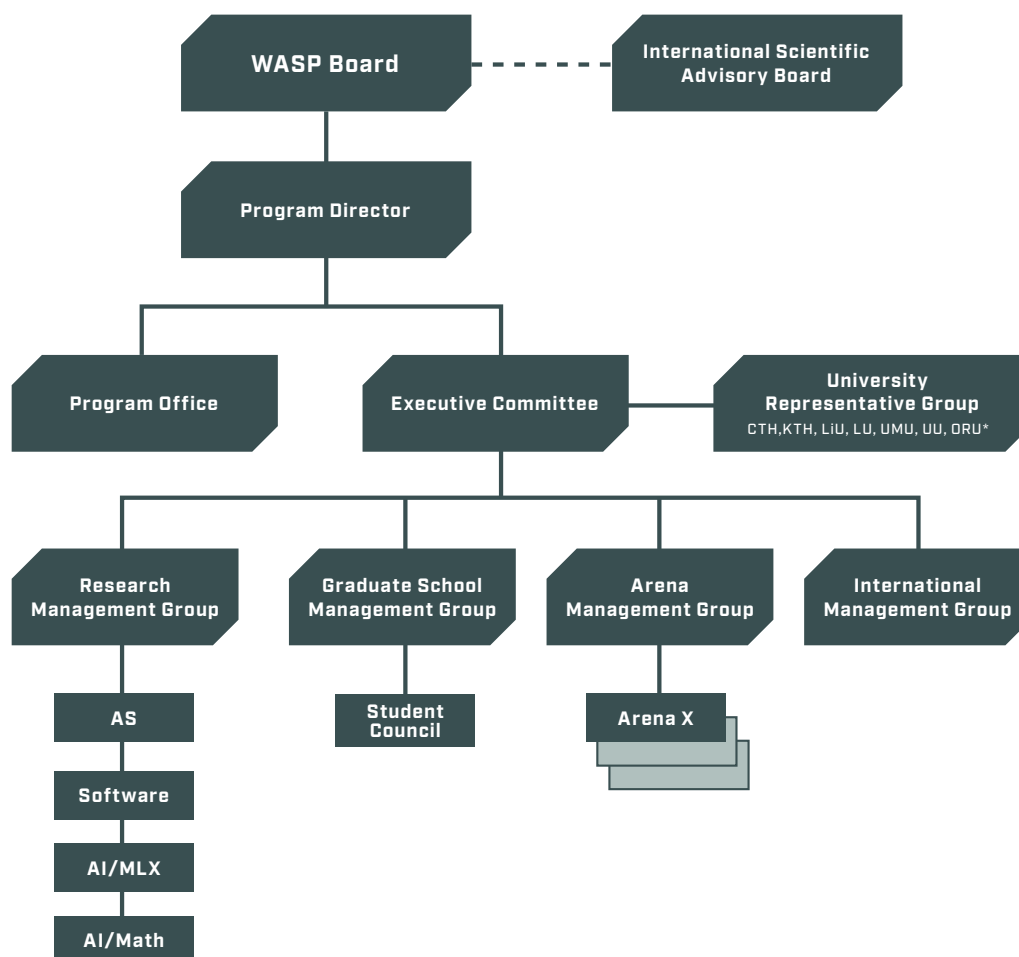 WASP Board
International Scientific
Advisory Board
Program Director
Program Office
Executive Committee
University
Representative Group
CTH,KTH, LiU, LU, UMU, UU, ORU*
Research
Management Group
Graduate School
Management Group
Arena
Management Group
International
Management Group
AS
Student
Council
Arena X
Software
AI/MLX
AI/Math